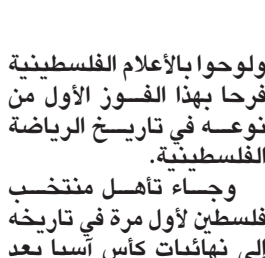 ولوحوا بالأعلام الفلسطينية
فرحا بهذا الفوز الأول من
نوعه في تاريخ الرياضة
الفلسطينية.
وجاء تأهل منتخب
فلسطين لأول مرة في تاريخه
إلى نهائيات كأس آسيا بعد